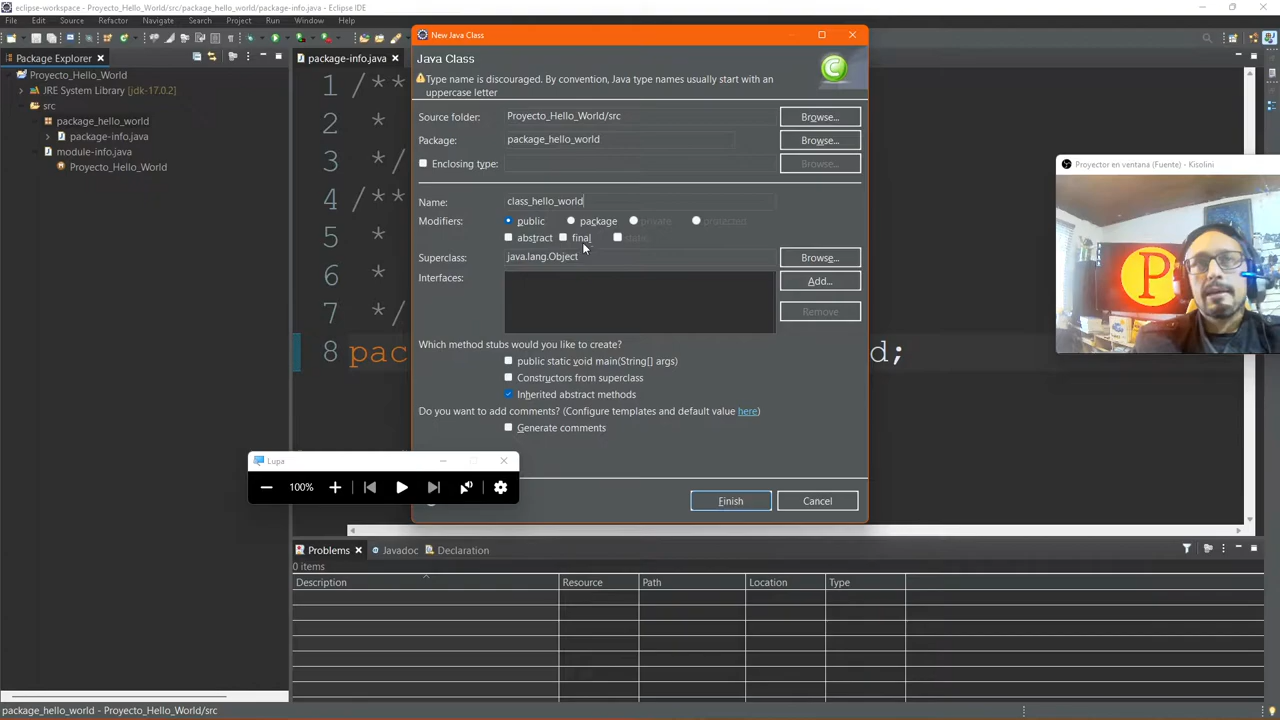 eclipse-workspace - Proyecto_Hello_World/src/package_hello_world/package-info.java - Eclipse IDE
File Edit Source Refactor Navigate Search Project Run Window Help
Package Explorer
Proyecto_Hello_World
JRE System Library [jdk-17.0.2]
src
package_hello_world
package-info.java
module-info.java
Proyecto_Hello_World
package-info.java
1 /**
2 *
3 */
4 /**
5 *
6 *
7 */
8 pac
d;
New Java Class
Java Class
Type name is discouraged. By convention, Java type names usually start with an
uppercase letter
Source folder: Proyecto_Hello_World/src Browse...
Package: package_hello_world Browse...
Enclosing type: Browse...
Name: class_hello_world
Modifiers: public package private protected
abstract final
Superclass: java.lang.Object Browse...
Interfaces: Add...
Remove
Which method stubs would you like to create?
public static void main(String[] args)
Constructors from superclass
Inherited abstract methods
Do you want to add comments? (Configure templates and default value here)
Generate comments
Finish Cancel
Lupa
100%
Proyector en ventana (Fuente) - Kisolini
P
Problems Javadoc Declaration
0 items
Description Resource Path Location Type
package_hello_world - Proyecto_Hello_World/src